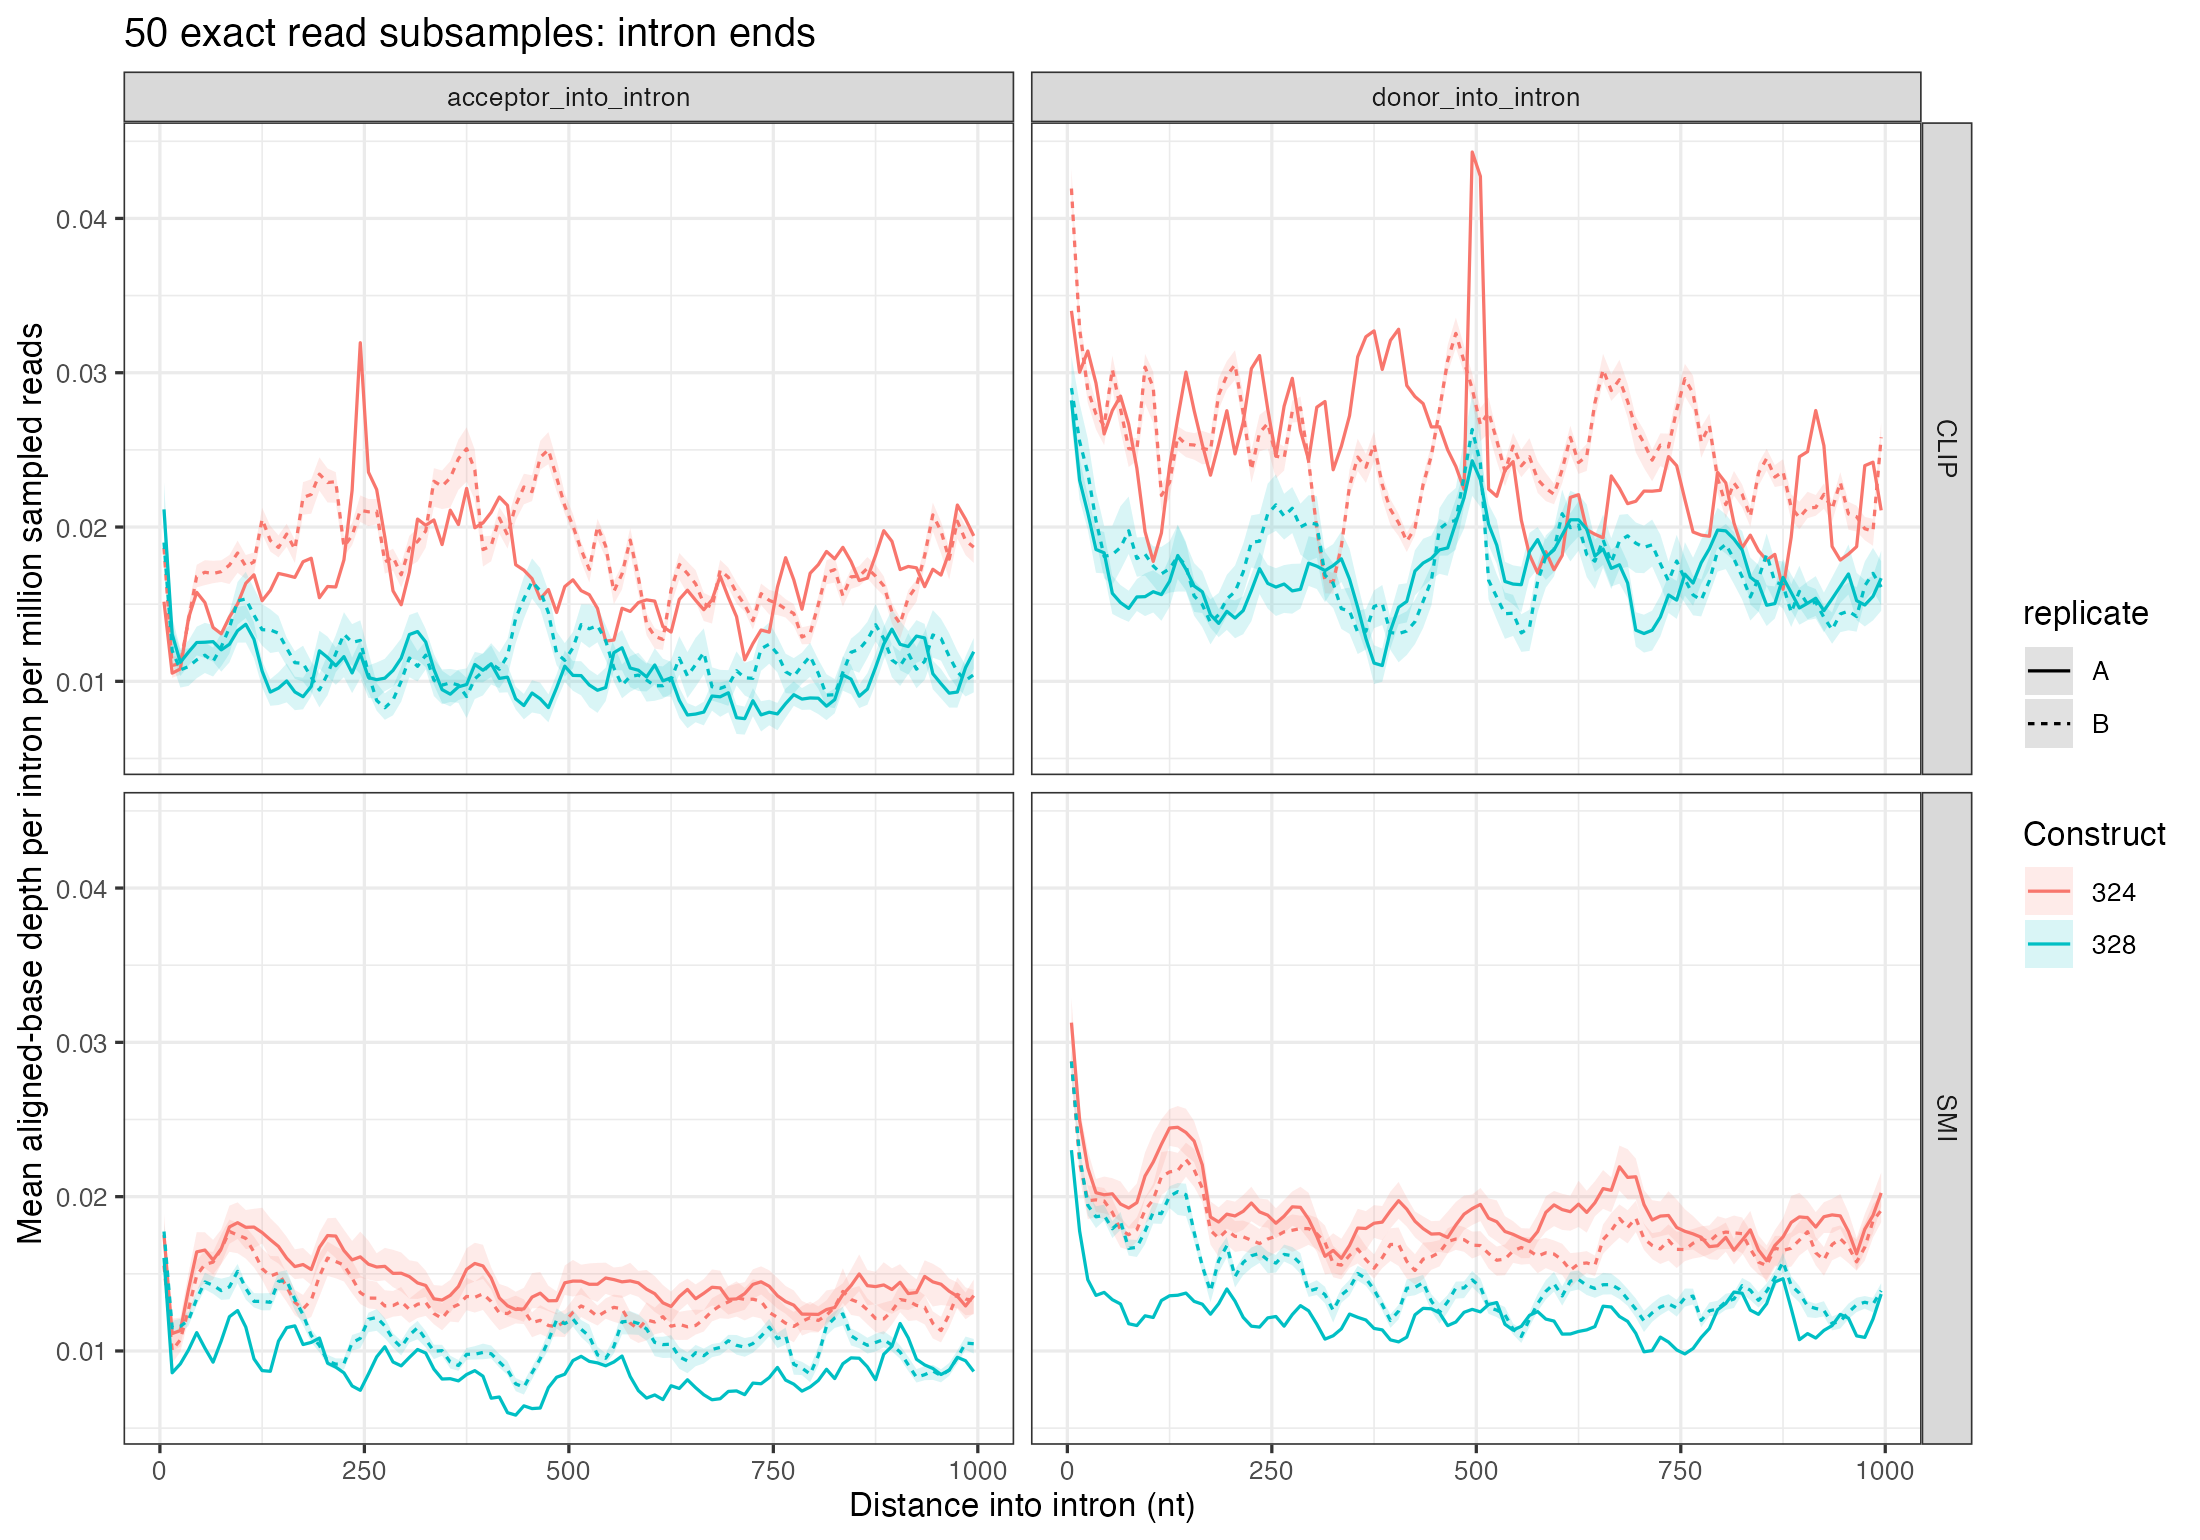 50 exact read subsamples: intron ends
acceptor_into_intron
donor_into_intron
CLIP
SMI
0.04
0.03
0.02
0.01
0.04
0.03
0.02
0.01
0
250
500
750
1000
0
250
500
750
1000
Distance into intron (nt)
Mean aligned-base depth per intron per million sampled reads
replicate
A
B
Construct
324
328